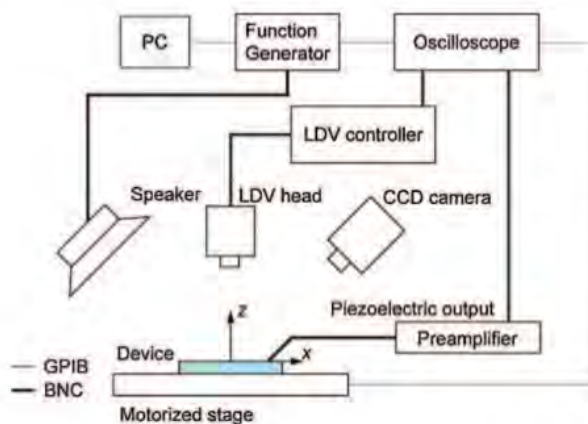 PC
Function
Generator
Oscilloscope
LDV controller
Speaker
LDV head
CCD camera
z
Piezoelectric output
Preamplifier
Device
x
GPIB
BNC
Motorized stage